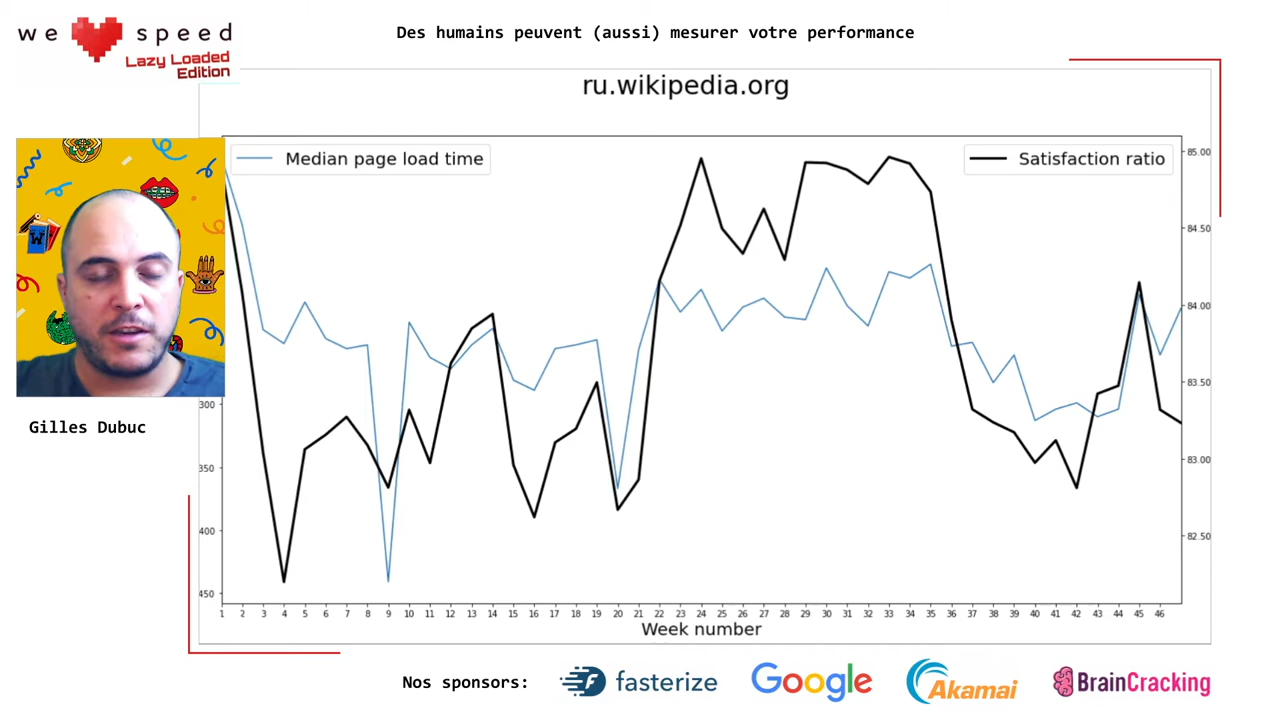 we speed
Lazy Loaded
Edition
Des humains peuvent (aussi) mesurer votre performance
ru.wikipedia.org
Median page load time
Satisfaction ratio
85.00
84.50
84.00
83.50
83.00
82.50
300
350
400
450
W
Gilles Dubuc
1 2 3 4 5 6 7 8 9 10 11 12 13 14 15 16 17 18 19 20 21 22 23 24 25 26 27 28 29 30 31 32 33 34 35 36 37 38 39 40 41 42 43 44 45 46
Week number
Nos sponsors: fasterize Google Akamai BrainCracking